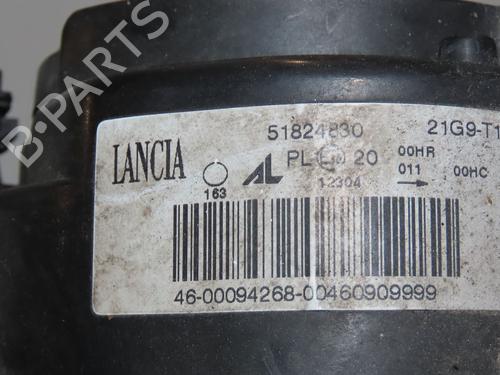 B-PARTS
51824830 21G9-T1
LANCIA
163
AL PL 20
12304
00HR
011 00HC
46-00094268-00460909999